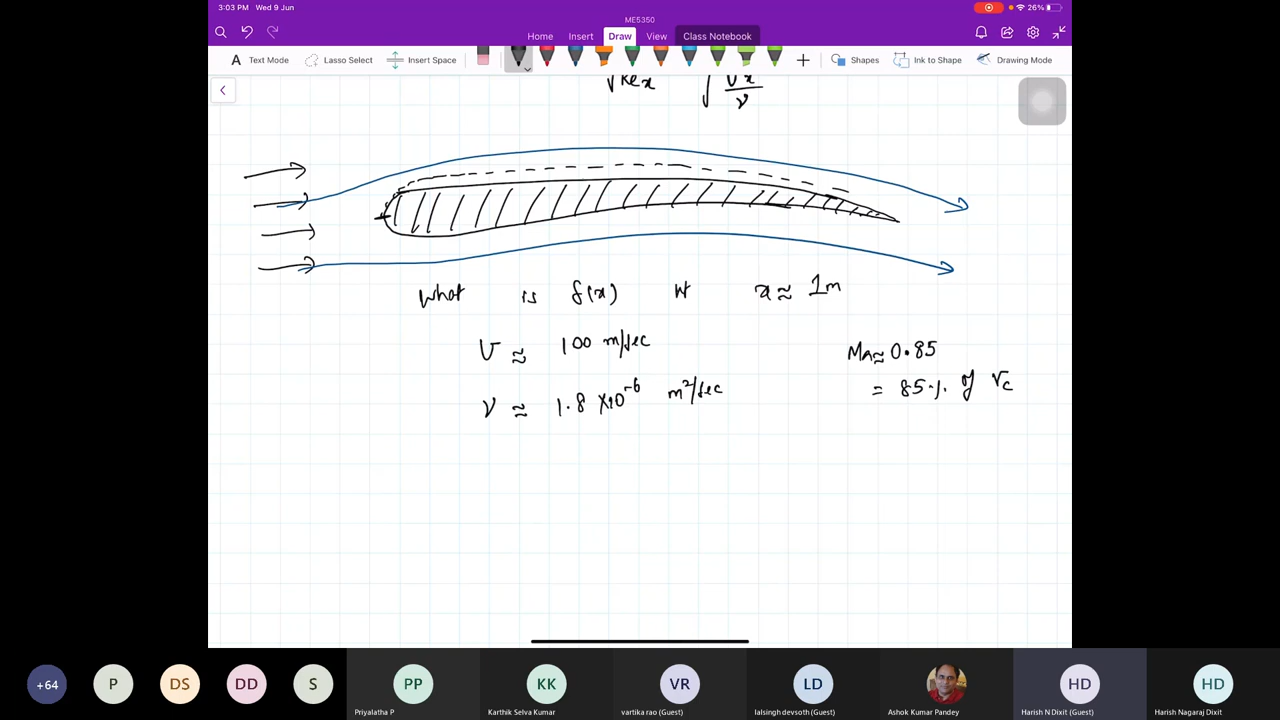 3:03 PM Wed 9 Jun
26%
ME5350
Home Insert Draw View Class Notebook
A Text Mode Lasso Select Insert Space Shapes Ink to Shape Drawing Mode
√Re x √ Ux
ν
What is δ(x) at x ≈ 1m
U ≈ 100 m/sec
Ma ≈ 0.85
= 85 % of Vc
ν ≈ 1.8 × 10⁻⁶ m²/sec
+64 P DS DD S PP KK VR LD HD HD
Priyalatha P Karthik Selva Kumar vartika rao (Guest) lalsingh devsoth (Guest) Ashok Kumar Pandey Harish N Dixit (Guest) Harish Nagaraj Dixit